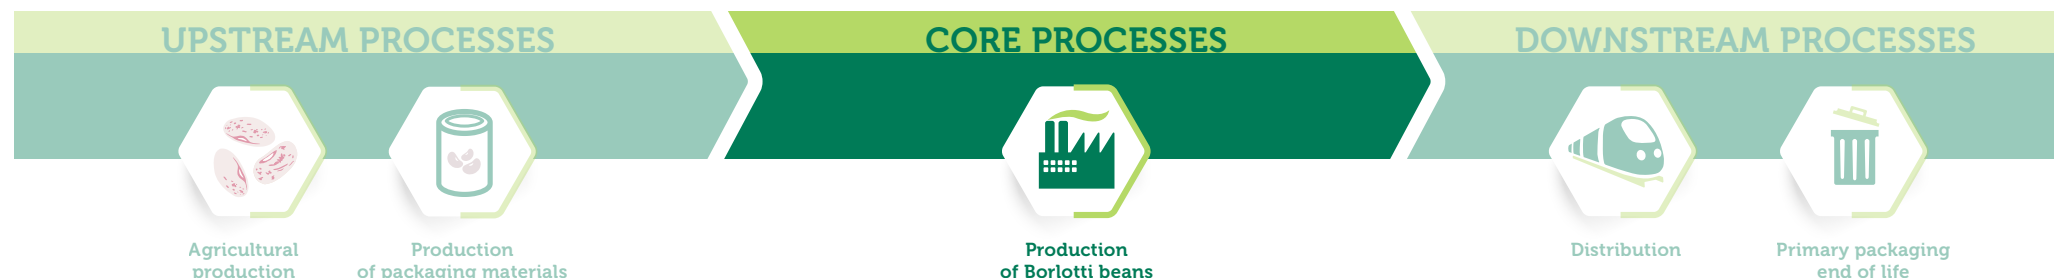 UPSTREAM PROCESSES
CORE PROCESSES
DOWNSTREAM PROCESSES
Agricultural
production
Production
of packaging materials
Production
of Borlotti beans
Distribution
Primary packaging
end of life